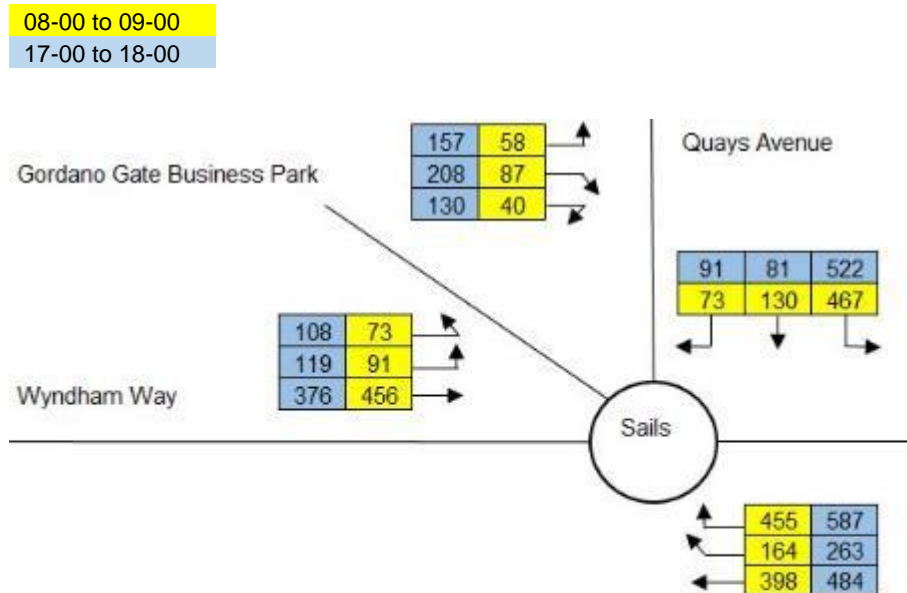 08-00 to 09-00
17-00 to 18-00
157 58
Quays Avenue
Gordano Gate Business Park
208 87
130 40
91 81 522
73 130 467
108 73
119 91
Wyndham Way
376 456
Sails
455 587
164 263
398 484